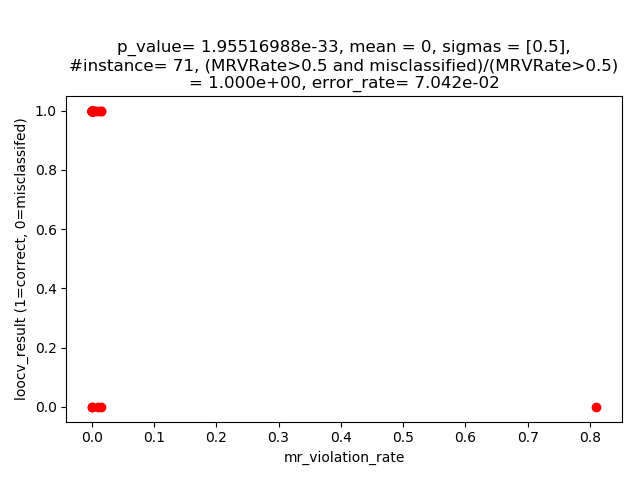 p_value= 1.95516988e-33, mean = 0, sigmas = [0.5],
#instance= 71, (MRVRate>0.5 and misclassified)/(MRVRate>0.5)
= 1.000e+00, error_rate= 7.042e-02
loocv_result (1=correct, 0=misclassifed)
1.0
0.8
0.6
0.4
0.2
0.0
0.0 0.1 0.2 0.3 0.4 0.5 0.6 0.7 0.8
mr_violation_rate